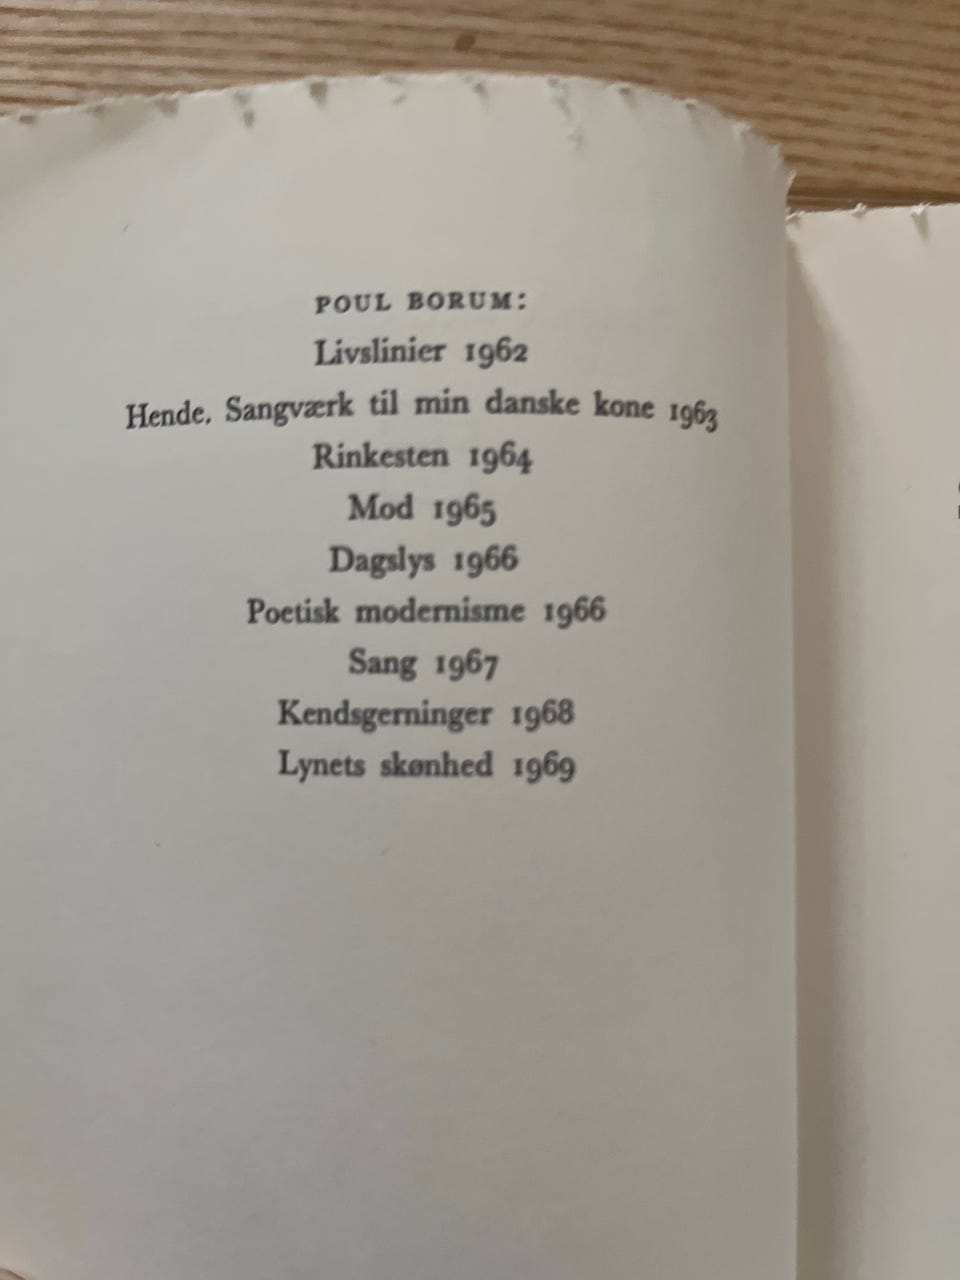 POUL BORUM:
Livslinier 1962
Hende. Sangværk til min danske kone 1963
Rinkesten 1964
Mod 1965
Dagslys 1966
Poetisk modernisme 1966
Sang 1967
Kendsgerninger 1968
Lynets skønhed 1969